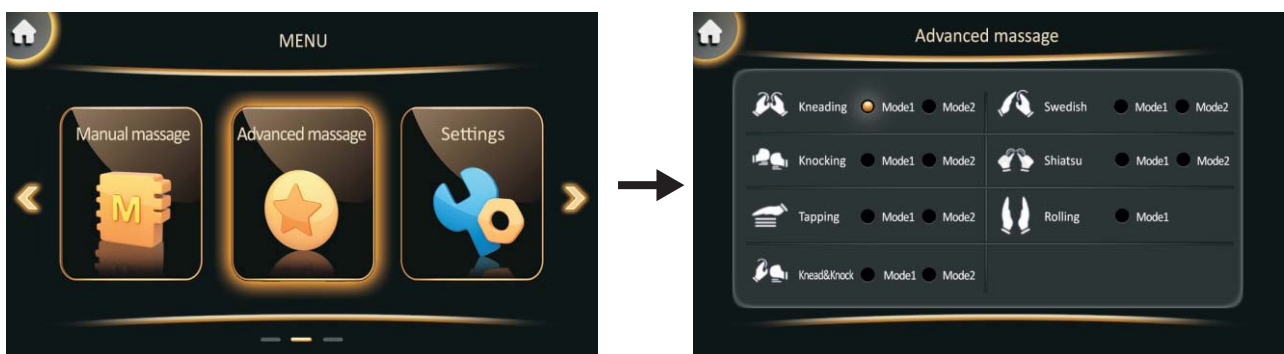 MENU
Manual massage
M
Advanced massage
Settings
Advanced massage
Kneading Mode1 Mode2 Swedish Mode1 Mode2
Knocking Mode1 Mode2 Shiatsu Mode1 Mode2
Tapping Mode1 Mode2 Rolling Mode1
Knead&Knock Mode1 Mode2